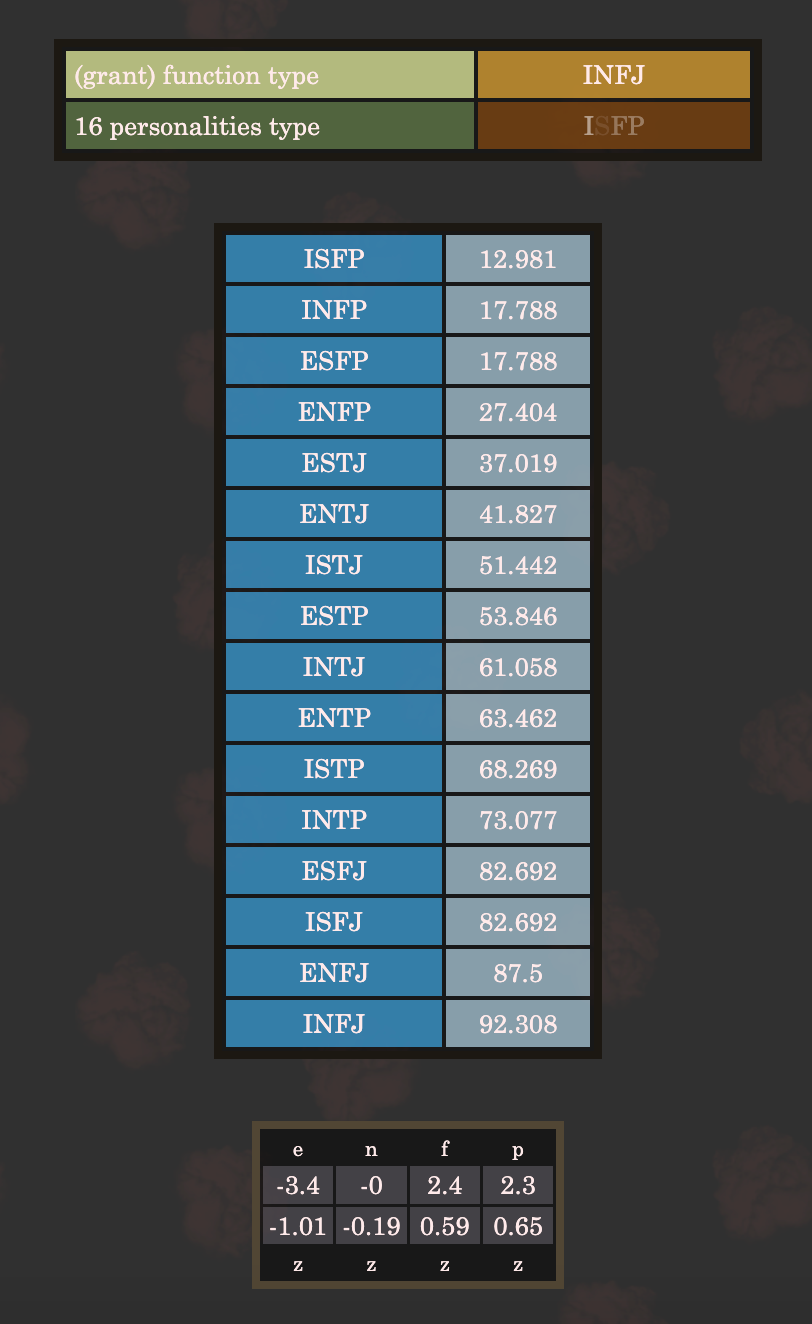 (grant) function type INFJ
16 personalities type ISFP
ISFP 12.981
INFP 17.788
ESFP 17.788
ENFP 27.404
ESTJ 37.019
ENTJ 41.827
ISTJ 51.442
ESTP 53.846
INTJ 61.058
ENTP 63.462
ISTP 68.269
INTP 73.077
ESFJ 82.692
ISFJ 82.692
ENFJ 87.5
INFJ 92.308
e n f p
-3.4 -0 2.4 2.3
-1.01 -0.19 0.59 0.65
z z z z